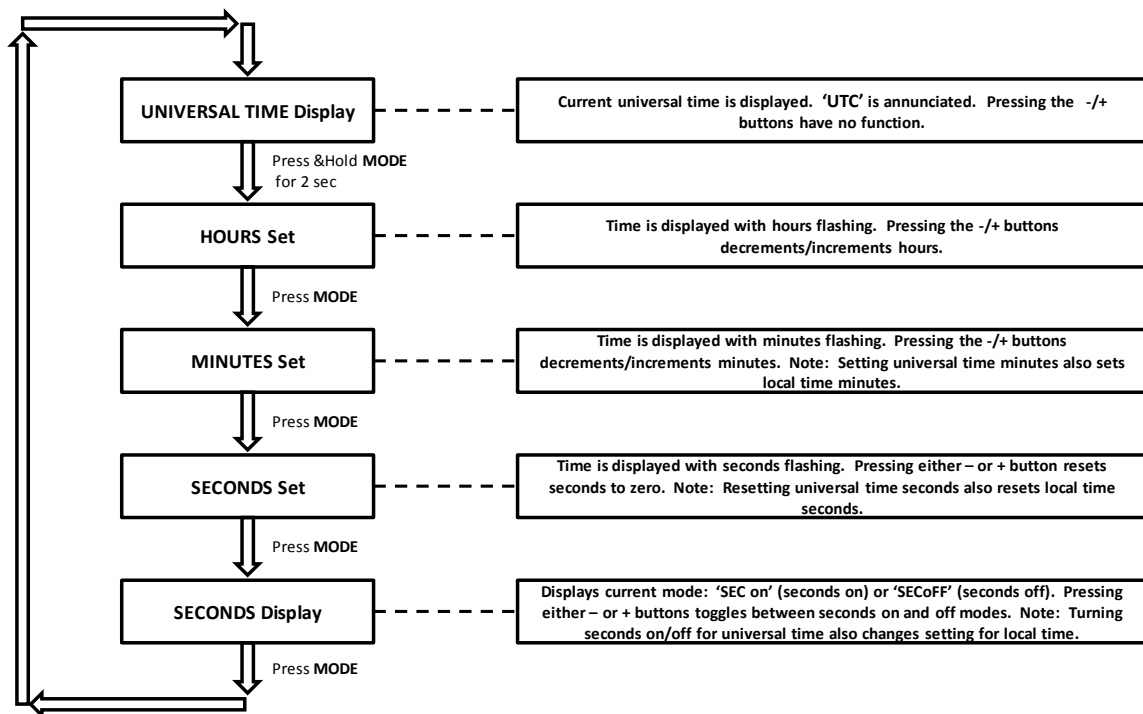 UNIVERSAL TIME Display
Current universal time is displayed. ‘UTC’ is annunciated. Pressing the -/+
buttons have no function.
Press &Hold MODE
for 2 sec
HOURS Set
Time is displayed with hours flashing. Pressing the -/+ buttons
decrements/increments hours.
Press MODE
MINUTES Set
Time is displayed with minutes flashing. Pressing the -/+ buttons
decrements/increments minutes. Note: Setting universal time minutes also sets
local time minutes.
Press MODE
SECONDS Set
Time is displayed with seconds flashing. Pressing either – or + button resets
seconds to zero. Note: Resetting universal time seconds also resets local time
seconds.
Press MODE
SECONDS Display
Displays current mode: ‘SEC on’ (seconds on) or ‘SECoFF’ (seconds off). Pressing
either – or + buttons toggles between seconds on and off modes. Note: Turning
seconds on/off for universal time also changes setting for local time.
Press MODE